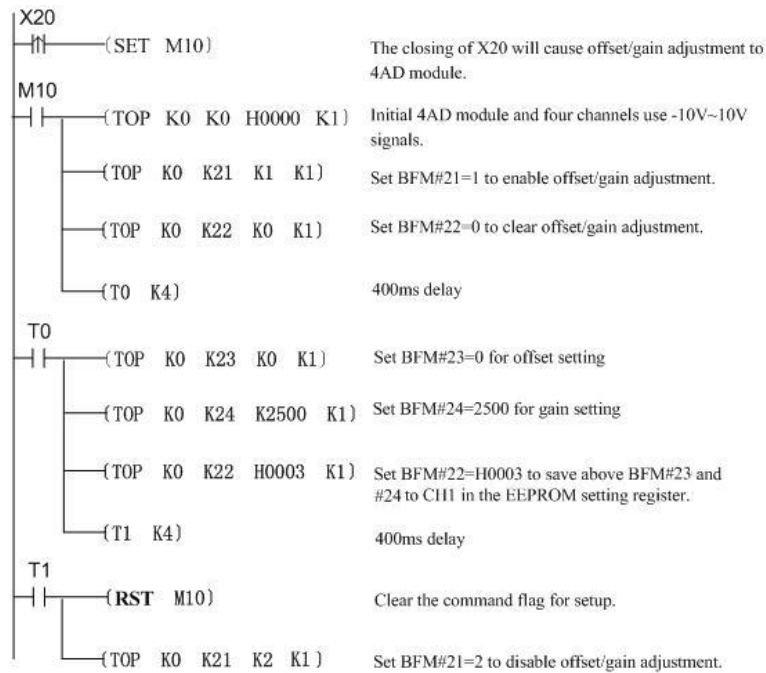 X20
(SET M10) The closing of X20 will cause offset/gain adjustment to
4AD module.
M10
(TOP K0 K0 H0000 K1) Initial 4AD module and four channels use -10V~10V
signals.
(TOP K0 K21 K1 K1) Set BFM#21=1 to enable offset/gain adjustment.
(TOP K0 K22 K0 K1) Set BFM#22=0 to clear offset/gain adjustment.
(T0 K4) 400ms delay
T0
(TOP K0 K23 K0 K1) Set BFM#23=0 for offset setting
(TOP K0 K24 K2500 K1) Set BFM#24=2500 for gain setting
(TOP K0 K22 H0003 K1) Set BFM#22=H0003 to save above BFM#23 and
#24 to CH1 in the EEPROM setting register.
(T1 K4) 400ms delay
T1
(RST M10) Clear the command flag for setup.
(TOP K0 K21 K2 K1) Set BFM#21=2 to disable offset/gain adjustment.